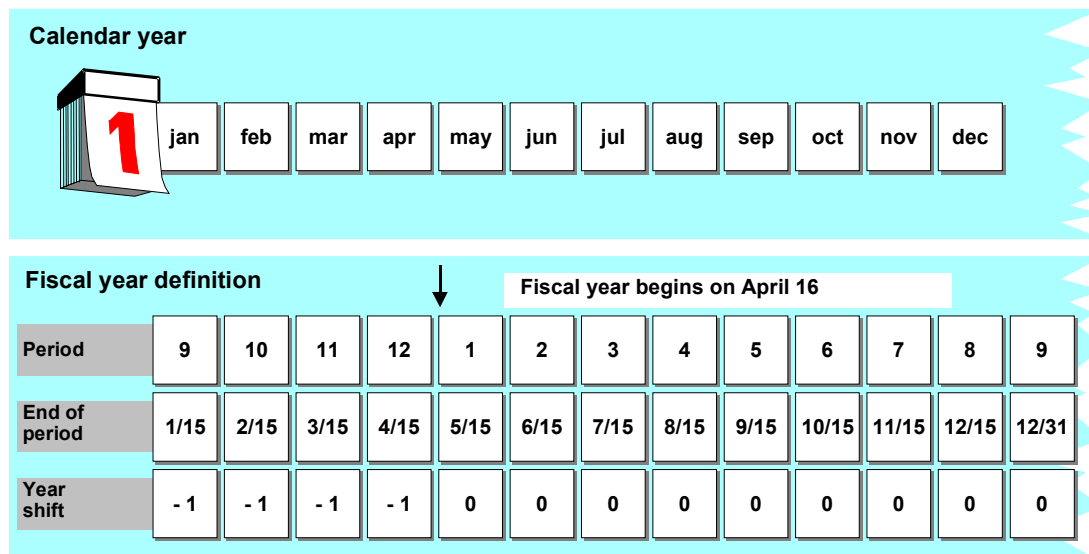 Calendar year
1
jan feb mar apr may jun jul aug sep oct nov dec
Fiscal year definition
Fiscal year begins on April 16
Period 9 10 11 12 1 2 3 4 5 6 7 8 9
End of
period 1/15 2/15 3/15 4/15 5/15 6/15 7/15 8/15 9/15 10/15 11/15 12/15 12/31
Year
shift - 1 - 1 - 1 - 1 0 0 0 0 0 0 0 0 0